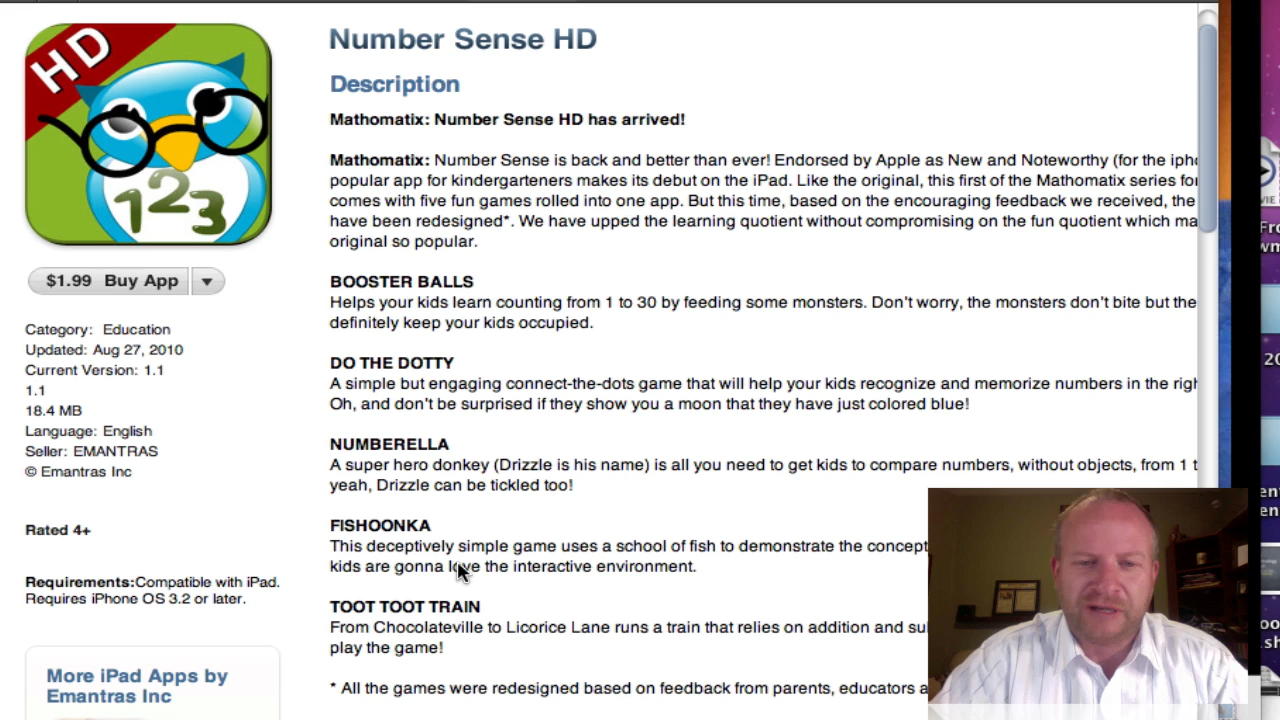 HD
123
$1.99 Buy App
Category: Education
Updated: Aug 27, 2010
Current Version: 1.1
1.1
18.4 MB
Language: English
Seller: EMANTRAS
© Emantras Inc
Rated 4+
Requirements:Compatible with iPad.
Requires iPhone OS 3.2 or later.
More iPad Apps by
Emantras Inc
Number Sense HD
Description
Mathomatix: Number Sense HD has arrived!
Mathomatix: Number Sense is back and better than ever! Endorsed by Apple as New and Noteworthy (for the
popular app for kindergarteners makes its debut on the iPad. Like the original, this first of the Mathomatix series for
comes with five fun games rolled into one app. But this time, based on the encouraging feedback we received, the
have been redesigned*. We have upped the learning quotient without compromising on the fun quotient which
original so popular.
BOOSTER BALLS
Helps your kids learn counting from 1 to 30 by feeding some monsters. Don't worry, the monsters don't bite but
definitely keep your kids occupied.
DO THE DOTTY
A simple but engaging connect-the-dots game that will help your kids recognize and memorize numbers in the
Oh, and don't be surprised if they show you a moon that they have just colored blue!
NUMBERELLA
A super hero donkey (Drizzle is his name) is all you need to get kids to compare numbers, without objects, from 1
yeah, Drizzle can be tickled too!
FISHOONKA
This deceptively simple game uses a school of fish to demonstrate the concept
kids are gonna love the interactive environment.
TOOT TOOT TRAIN
From Chocolateville to Licorice Lane runs a train that relies on addition and
play the game!
* All the games were redesigned based on feedback from parents, educators